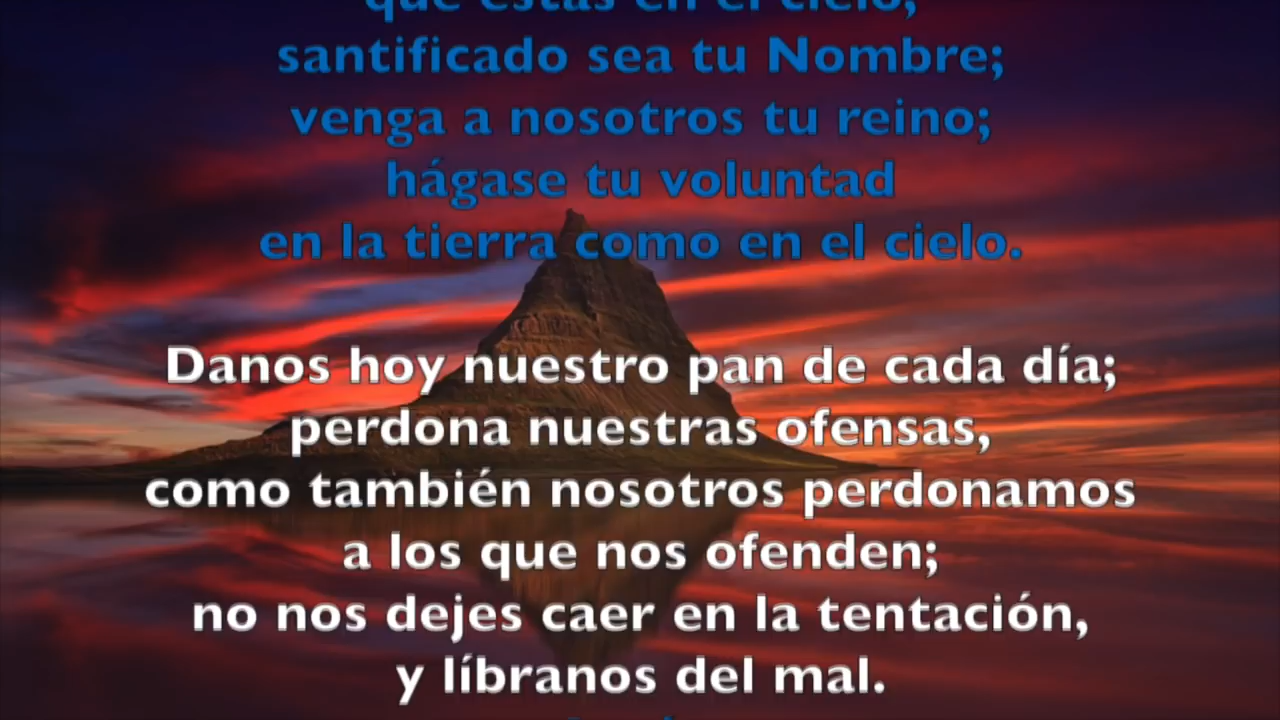 que estás en el cielo,
santificado sea tu Nombre;
venga a nosotros tu reino;
hágase tu voluntad
en la tierra como en el cielo.
Danos hoy nuestro pan de cada día;
perdona nuestras ofensas,
como también nosotros perdonamos
a los que nos ofenden;
no nos dejes caer en la tentación,
y líbranos del mal.